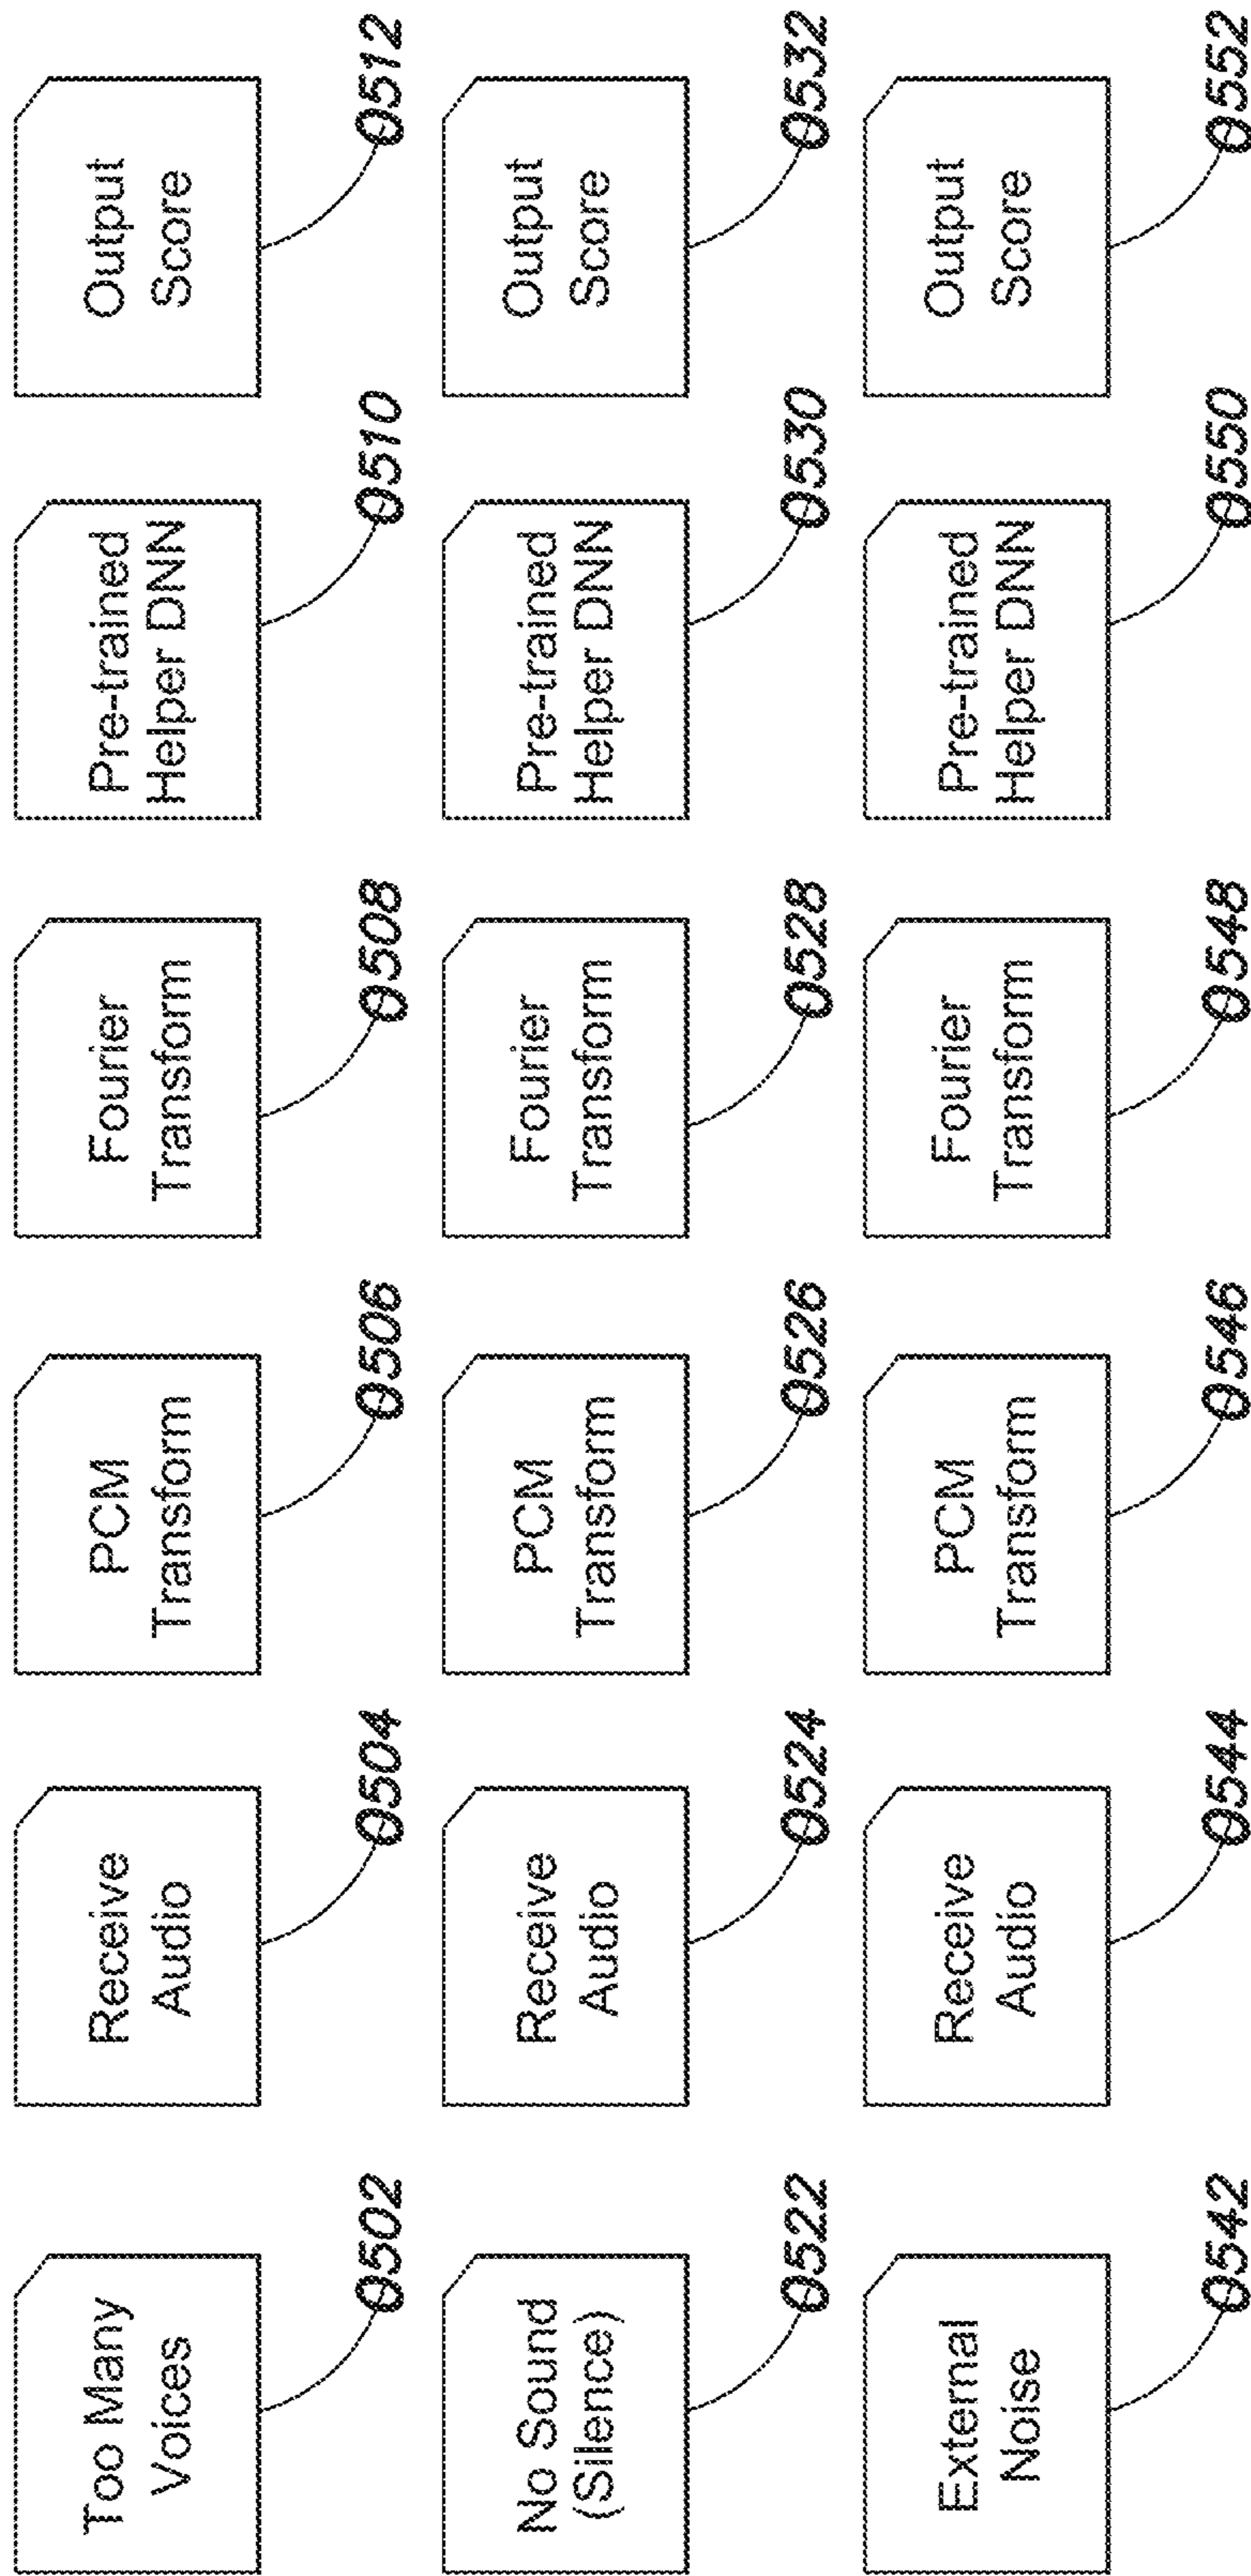 Too Many
Voices
0502
Receive
Audio
0504
PCM
Transform
0506
Fourier
Transform
0508
Pre-trained
Helper DNN
0510
Output
Score
0512
No Sound
(Silence)
0522
Receive
Audio
0524
PCM
Transform
0526
Fourier
Transform
0528
Pre-trained
Helper DNN
0530
Output
Score
0532
External
Noise
0542
Receive
Audio
0544
PCM
Transform
0546
Fourier
Transform
0548
Pre-trained
Helper DNN
0550
Output
Score
0552